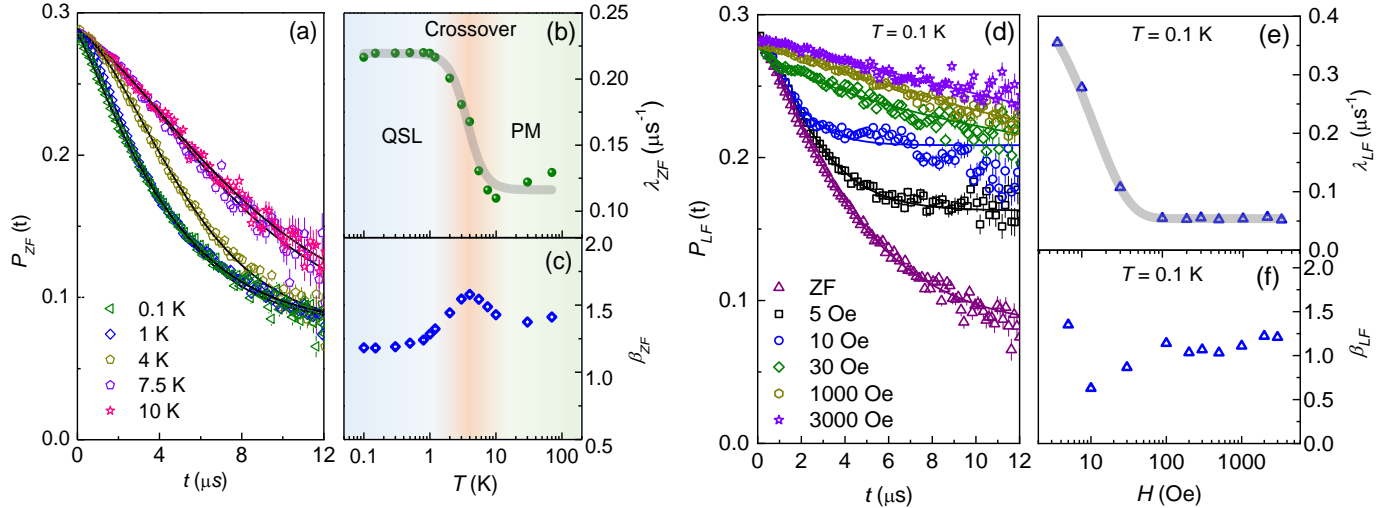 (a)
0.3
0.2
0.1
0.0
P_ZF (t)
0.1 K
1 K
4 K
7.5 K
10 K
0 4 8 12
t (μs)
(b)
Crossover
QSL
PM
0.25
0.20
0.15
0.10
λ_ZF (μs⁻¹)
(c)
2.0
1.5
1.0
0.5
β_ZF
0.1 1 10
T (K)
(d)
T = 0.1 K
0.3
0.2
0.1
0.0
P_LF (t)
ZF
5 Oe
10 Oe
30 Oe
1000 Oe
3000 Oe
0 2 4 6 8 10 12
t (μs)
(e)
T = 0.1 K
0.4
0.3
0.2
0.1
0.0
λ_LF (μs⁻¹)
(f)
T = 0.1 K
2.0
1.5
1.0
0.5
0.0
β_LF
10 100 1000
H (Oe)